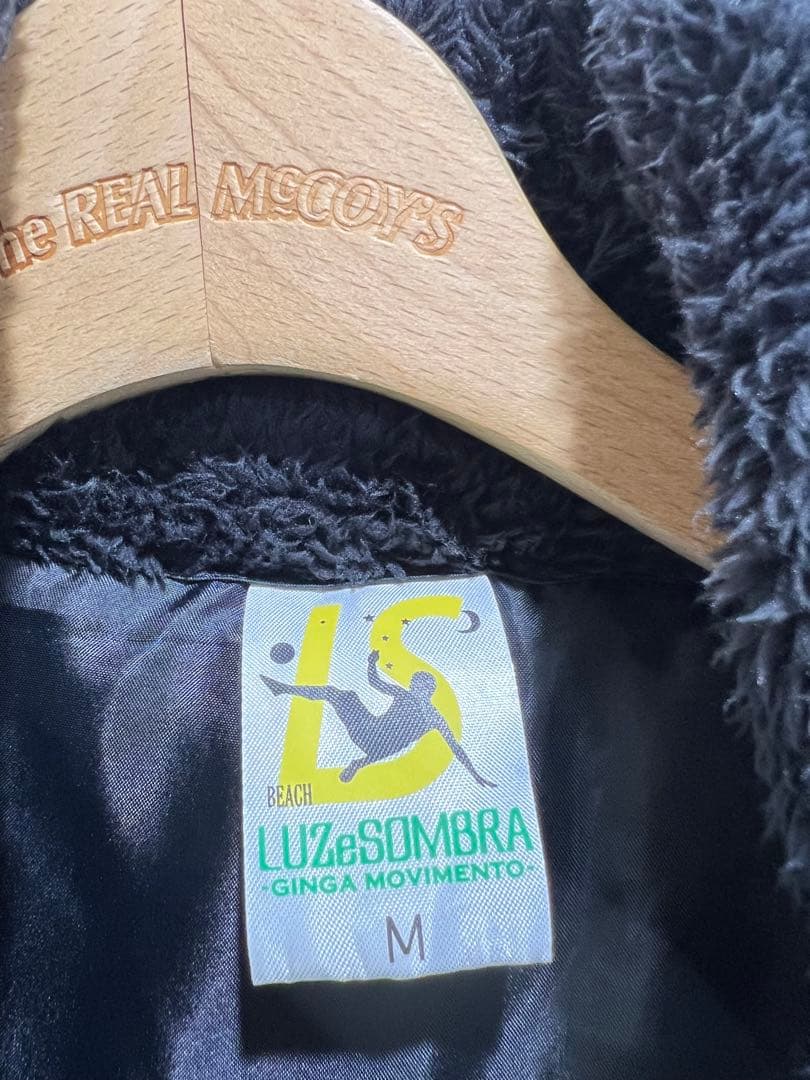 he REAL McCOY'S
LS
BEACH
LUZeSOMBRA
-GINGA MOVIMENTO-
M